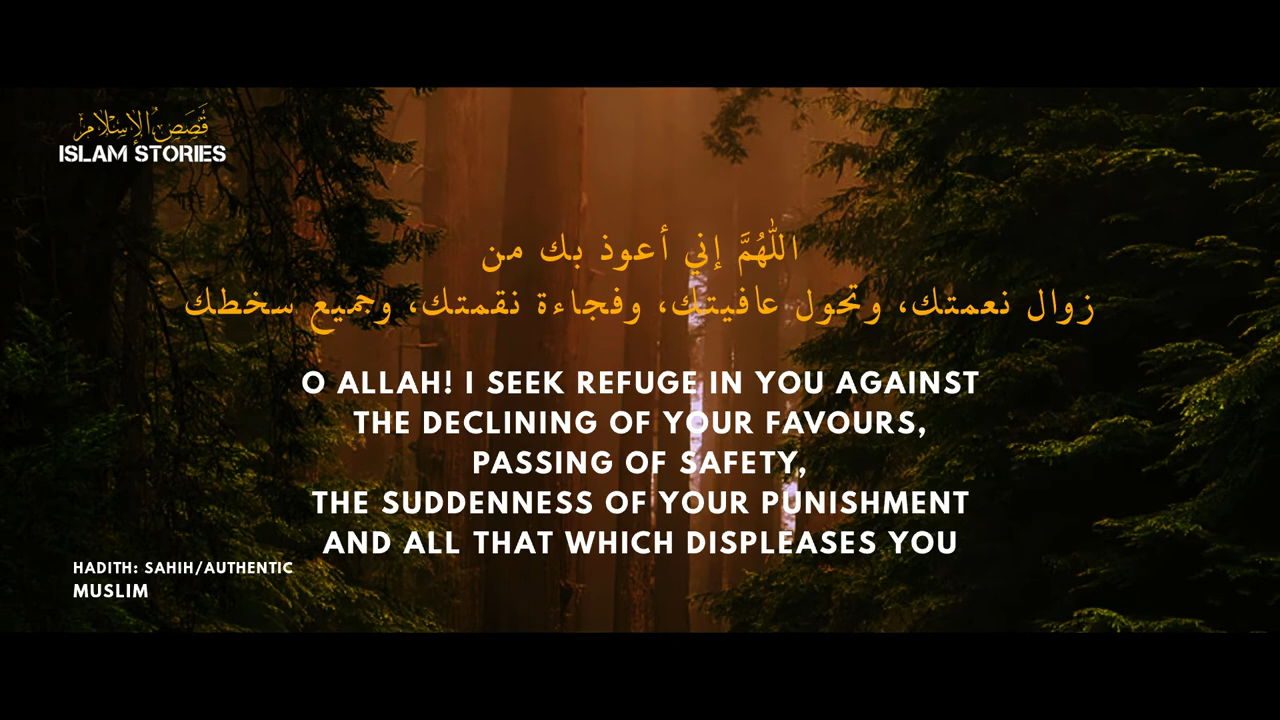 قصص الإسلام
ISLAM STORIES
اللّهُمَّ إني أعوذ بك من
زوال نعمتك، وتحول عافيتك، وفجاءة نقمتك، وجميع سخطك
O ALLAH! I SEEK REFUGE IN YOU AGAINST
THE DECLINING OF YOUR FAVOURS,
PASSING OF SAFETY,
THE SUDDENNESS OF YOUR PUNISHMENT
AND ALL THAT WHICH DISPLEASES YOU
HADITH: SAHIH/AUTHENTIC
MUSLIM